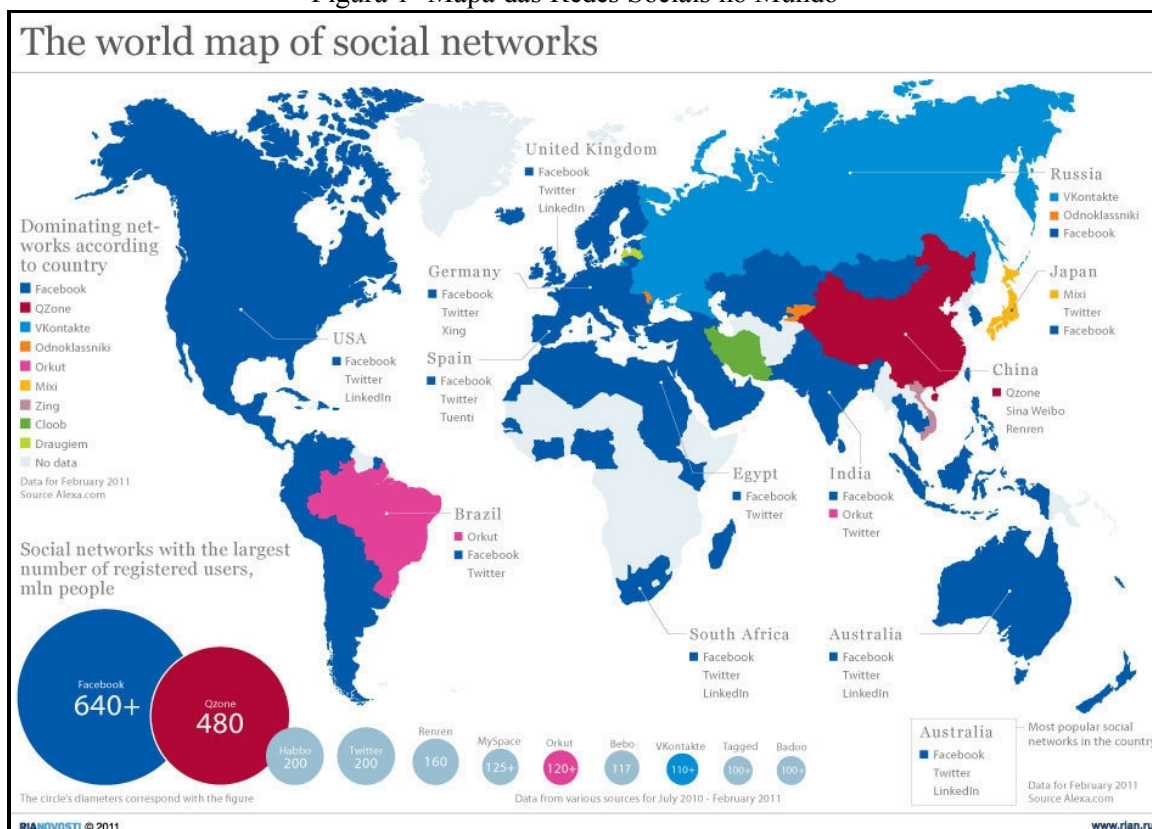 Figura 1- Mapa das Redes Sociais no Mundo
The world map of social networks
Dominating net-
works according
to country
Facebook
QZone
VKontakte
Odnoklassniki
Orkut
Mixi
Zing
Cloob
Draugiem
No data
Data for February 2011
Source Alexa.com
USA
Facebook
Twitter
LinkedIn
United Kingdom
Facebook
Twitter
LinkedIn
Germany
Facebook
Twitter
Xing
Spain
Facebook
Twitter
Tuenti
Russia
VKontakte
Odnoklassniki
Facebook
Japan
Mixi
Twitter
Facebook
China
Qzone
Sina Weibo
Renren
India
Facebook
Orkut
Twitter
Egypt
Facebook
Twitter
Brazil
Orkut
Facebook
Twitter
South Africa
Facebook
Twitter
LinkedIn
Australia
Facebook
Twitter
LinkedIn
Social networks with the largest
number of registered users,
mln people
Facebook
640+
Qzone
480
Habbo
200
Twitter
200
Renren
160
MySpace
125+
Orkut
120+
Bebo
117
VKontakte
110+
Tagged
100+
Badoo
100+
Australia
Facebook
Twitter
LinkedIn
Most popular social
networks in the country
Data for February 2011
Source Alexa.com
The circle's diameters correspond with the figure
Data from various sources for July 2010 - February 2011
RIANOVOSTI © 2011
www.rian.ru